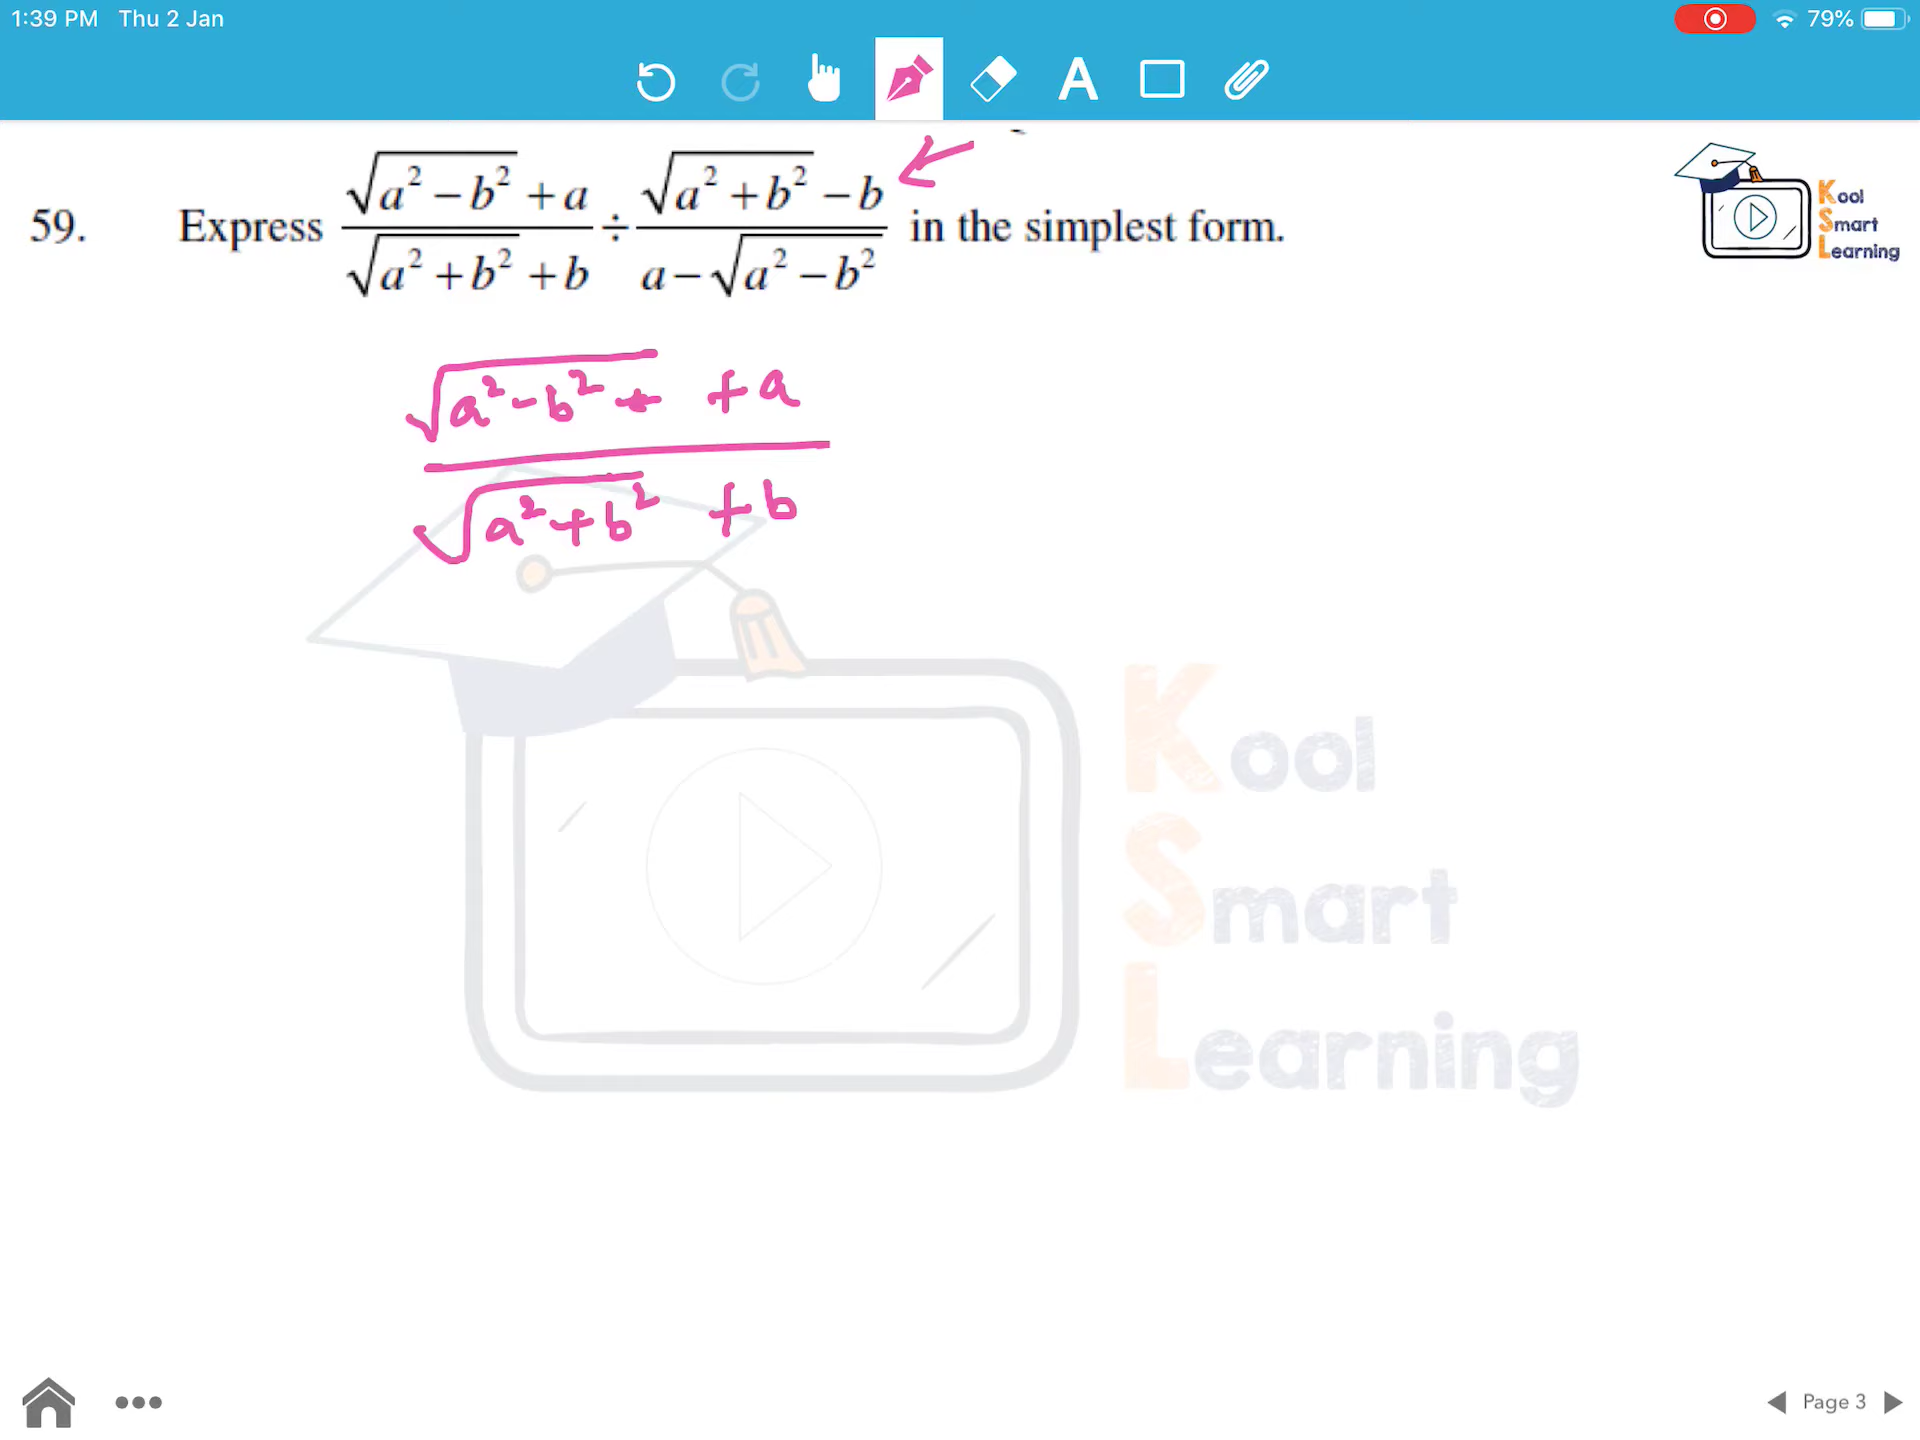 1:39 PM Thu 2 Jan
79%
A
59. Express (√(a² − b²) + a)/(√(a² + b²) + b) ÷ (√(a² + b²) − b)/(a − √(a² − b²)) in the simplest form.
Kool
Smart
Learning
√(a² − b²) + a
√(a² + b²) + b
Kool
Smart
Learning
Page 3